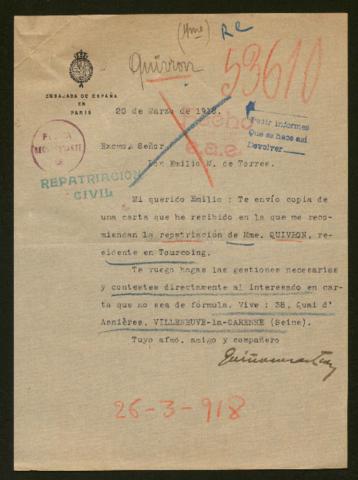 (Mme) Re
Quivron
53610
EMBAJADA DE ESPAÑA
EN
PARIS
20 de Marzo de 1918.
Pedir informes
Que se hace así
Devolver
Excmo. Señor
Don Emilio M. de Torres.
REPATRIACION
CIVIL
Mi querido Emilio : Te envío copia de
una carta que he recibido en la que me reco-
miendan la repatriación de Mme. QUIVRON, re-
sidente en Tourcoing.
Te ruego hagas las gestiones necesarias
y contestes directamente al interesado en car-
ta que no sea de fórmula. Vive : 38, Quai d'
Asnières, VILLENEUVE-la-GARENNE (Seine).
Tuyo afmó. amigo y compañero
26-3-918